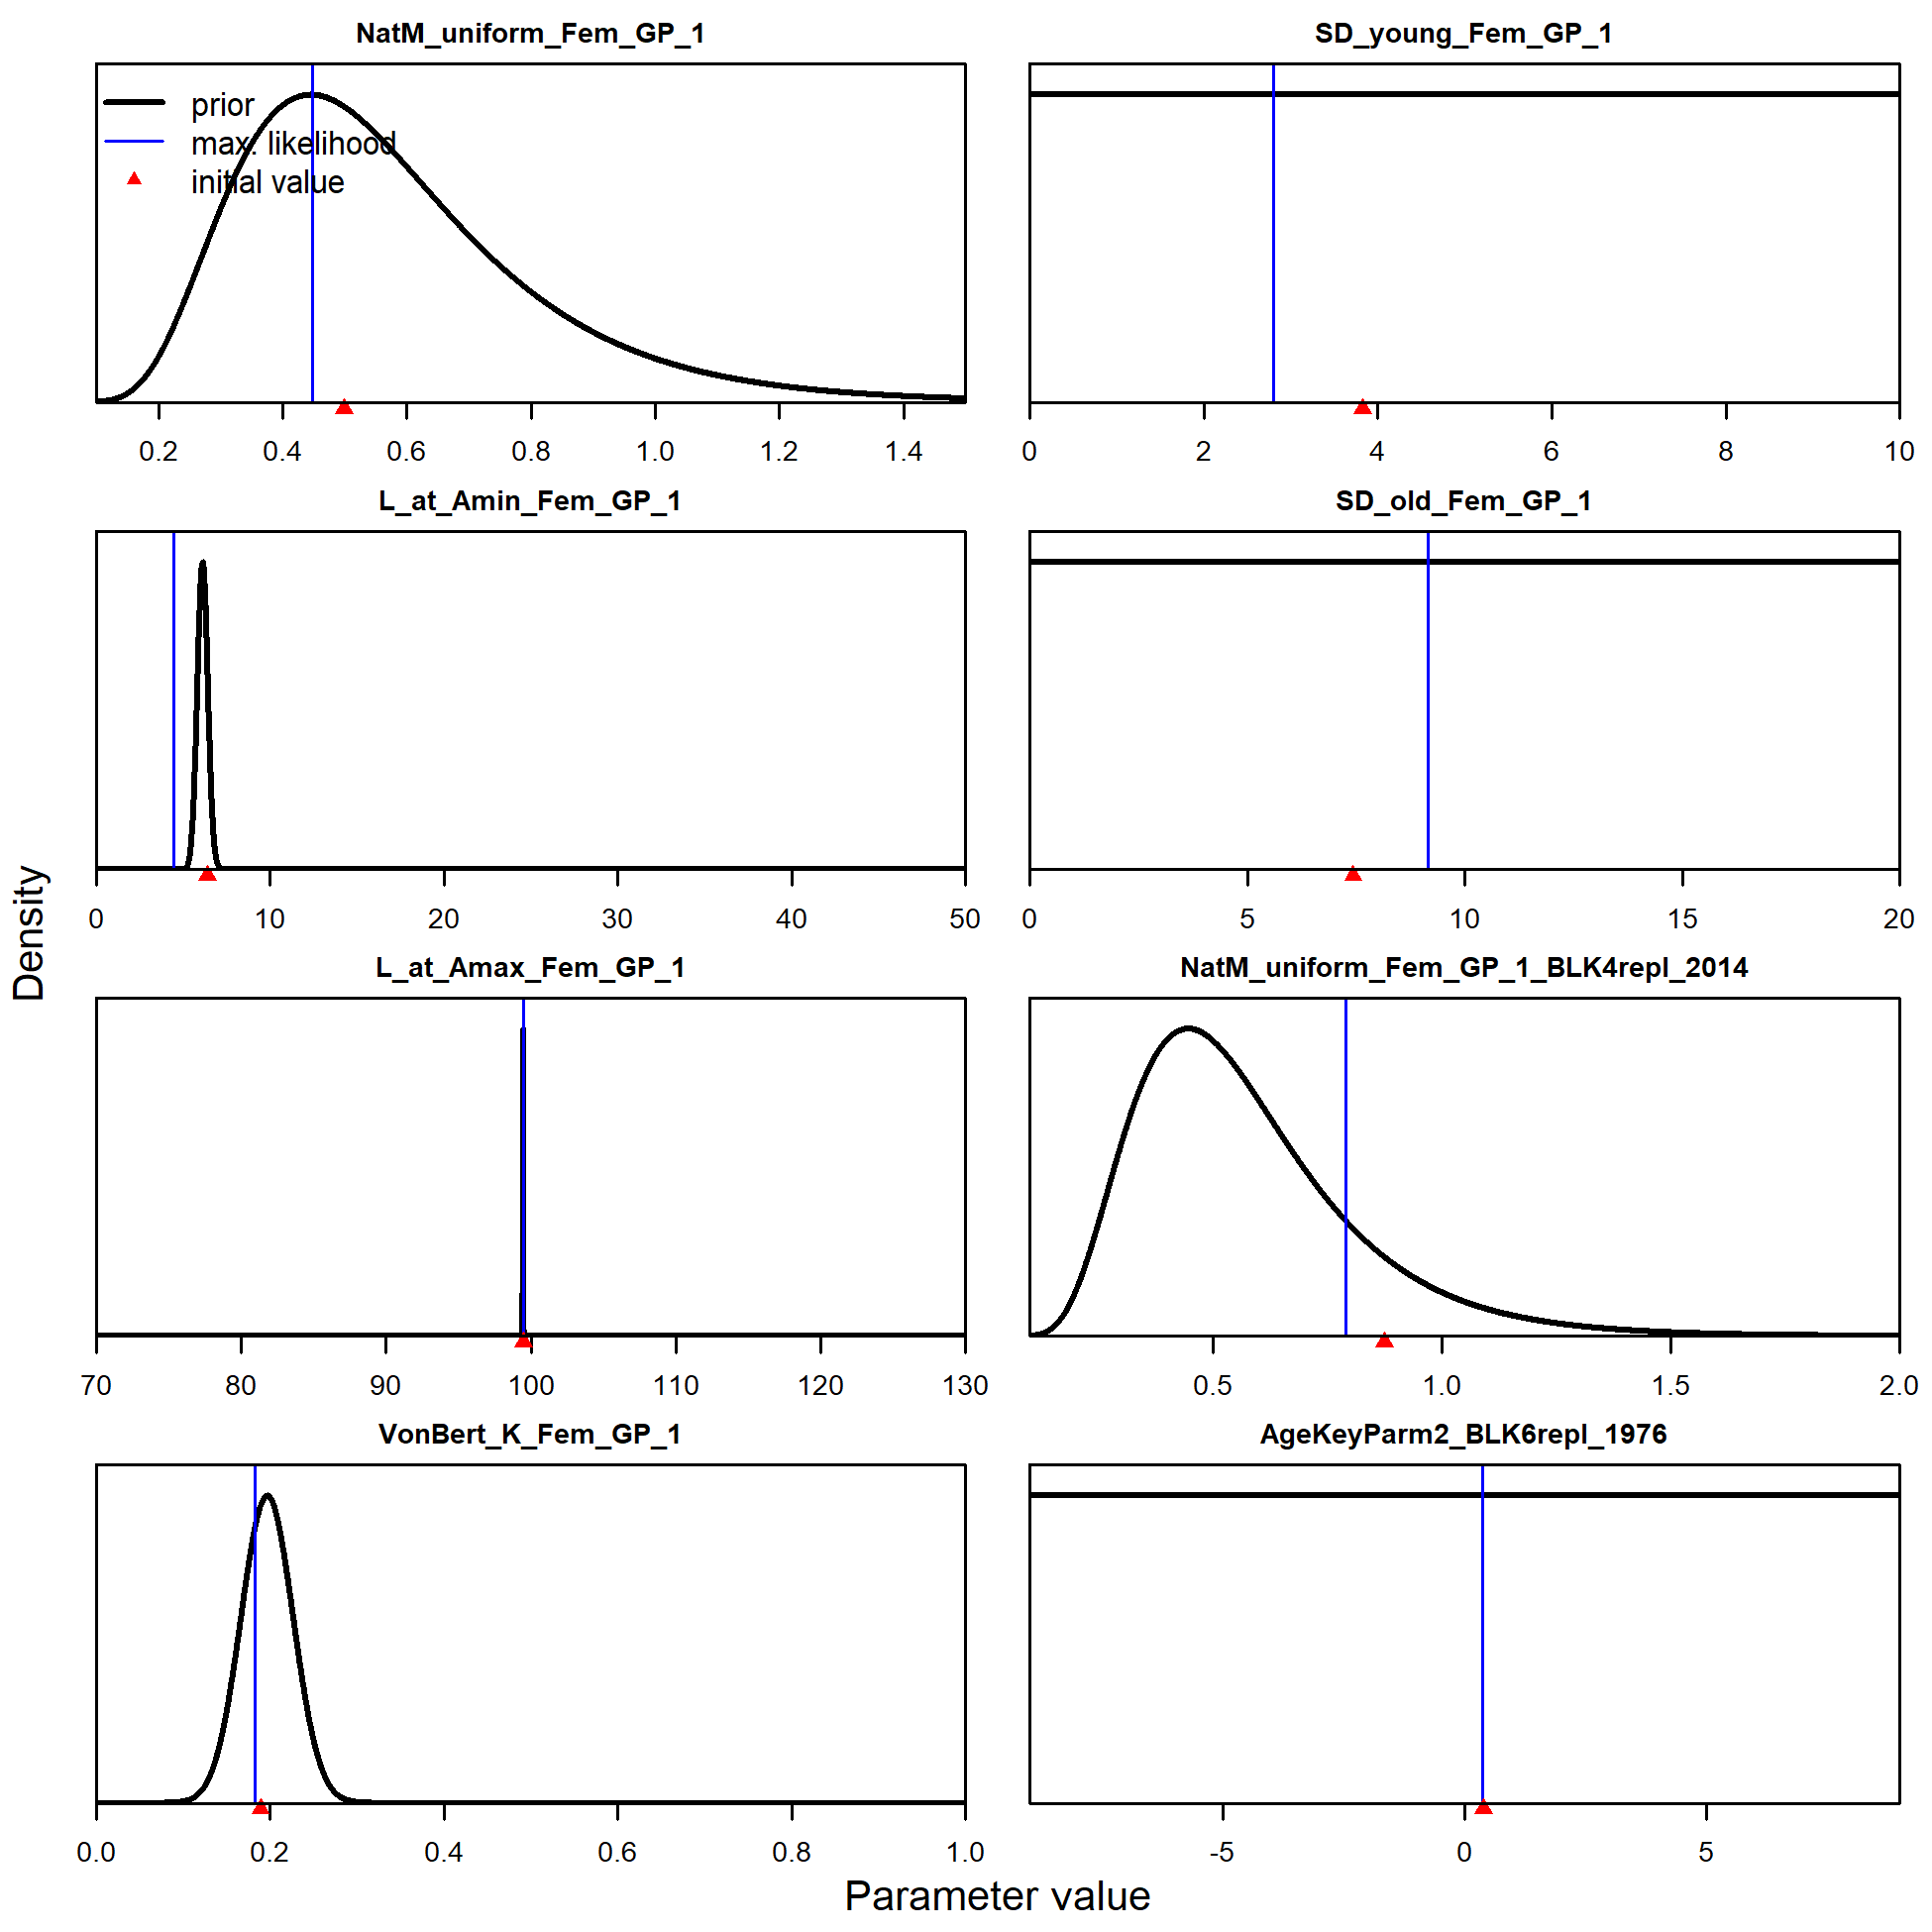 NatM_uniform_Fem_GP_1
prior
max. likelihood
initial value
0.2 0.4 0.6 0.8 1.0 1.2 1.4
SD_young_Fem_GP_1
0 2 4 6 8 10
L_at_Amin_Fem_GP_1
0 10 20 30 40 50
SD_old_Fem_GP_1
0 5 10 15 20
Density
L_at_Amax_Fem_GP_1
70 80 90 100 110 120 130
NatM_uniform_Fem_GP_1_BLK4repl_2014
0.5 1.0 1.5 2.0
VonBert_K_Fem_GP_1
0.0 0.2 0.4 0.6 0.8 1.0
AgeKeyParm2_BLK6repl_1976
-5 0 5
Parameter value